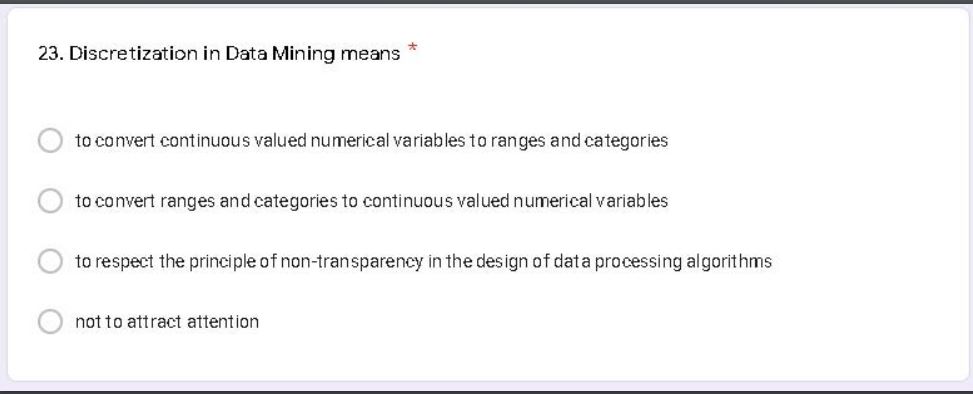 23. Discretization in Data Mining means *
to convert continuous valued numerical variables to ranges and categories
to convert ranges and categories to continuous valued numerical variables
to respect the principle of non-transparency in the design of data processing algorithms
not to attract attention